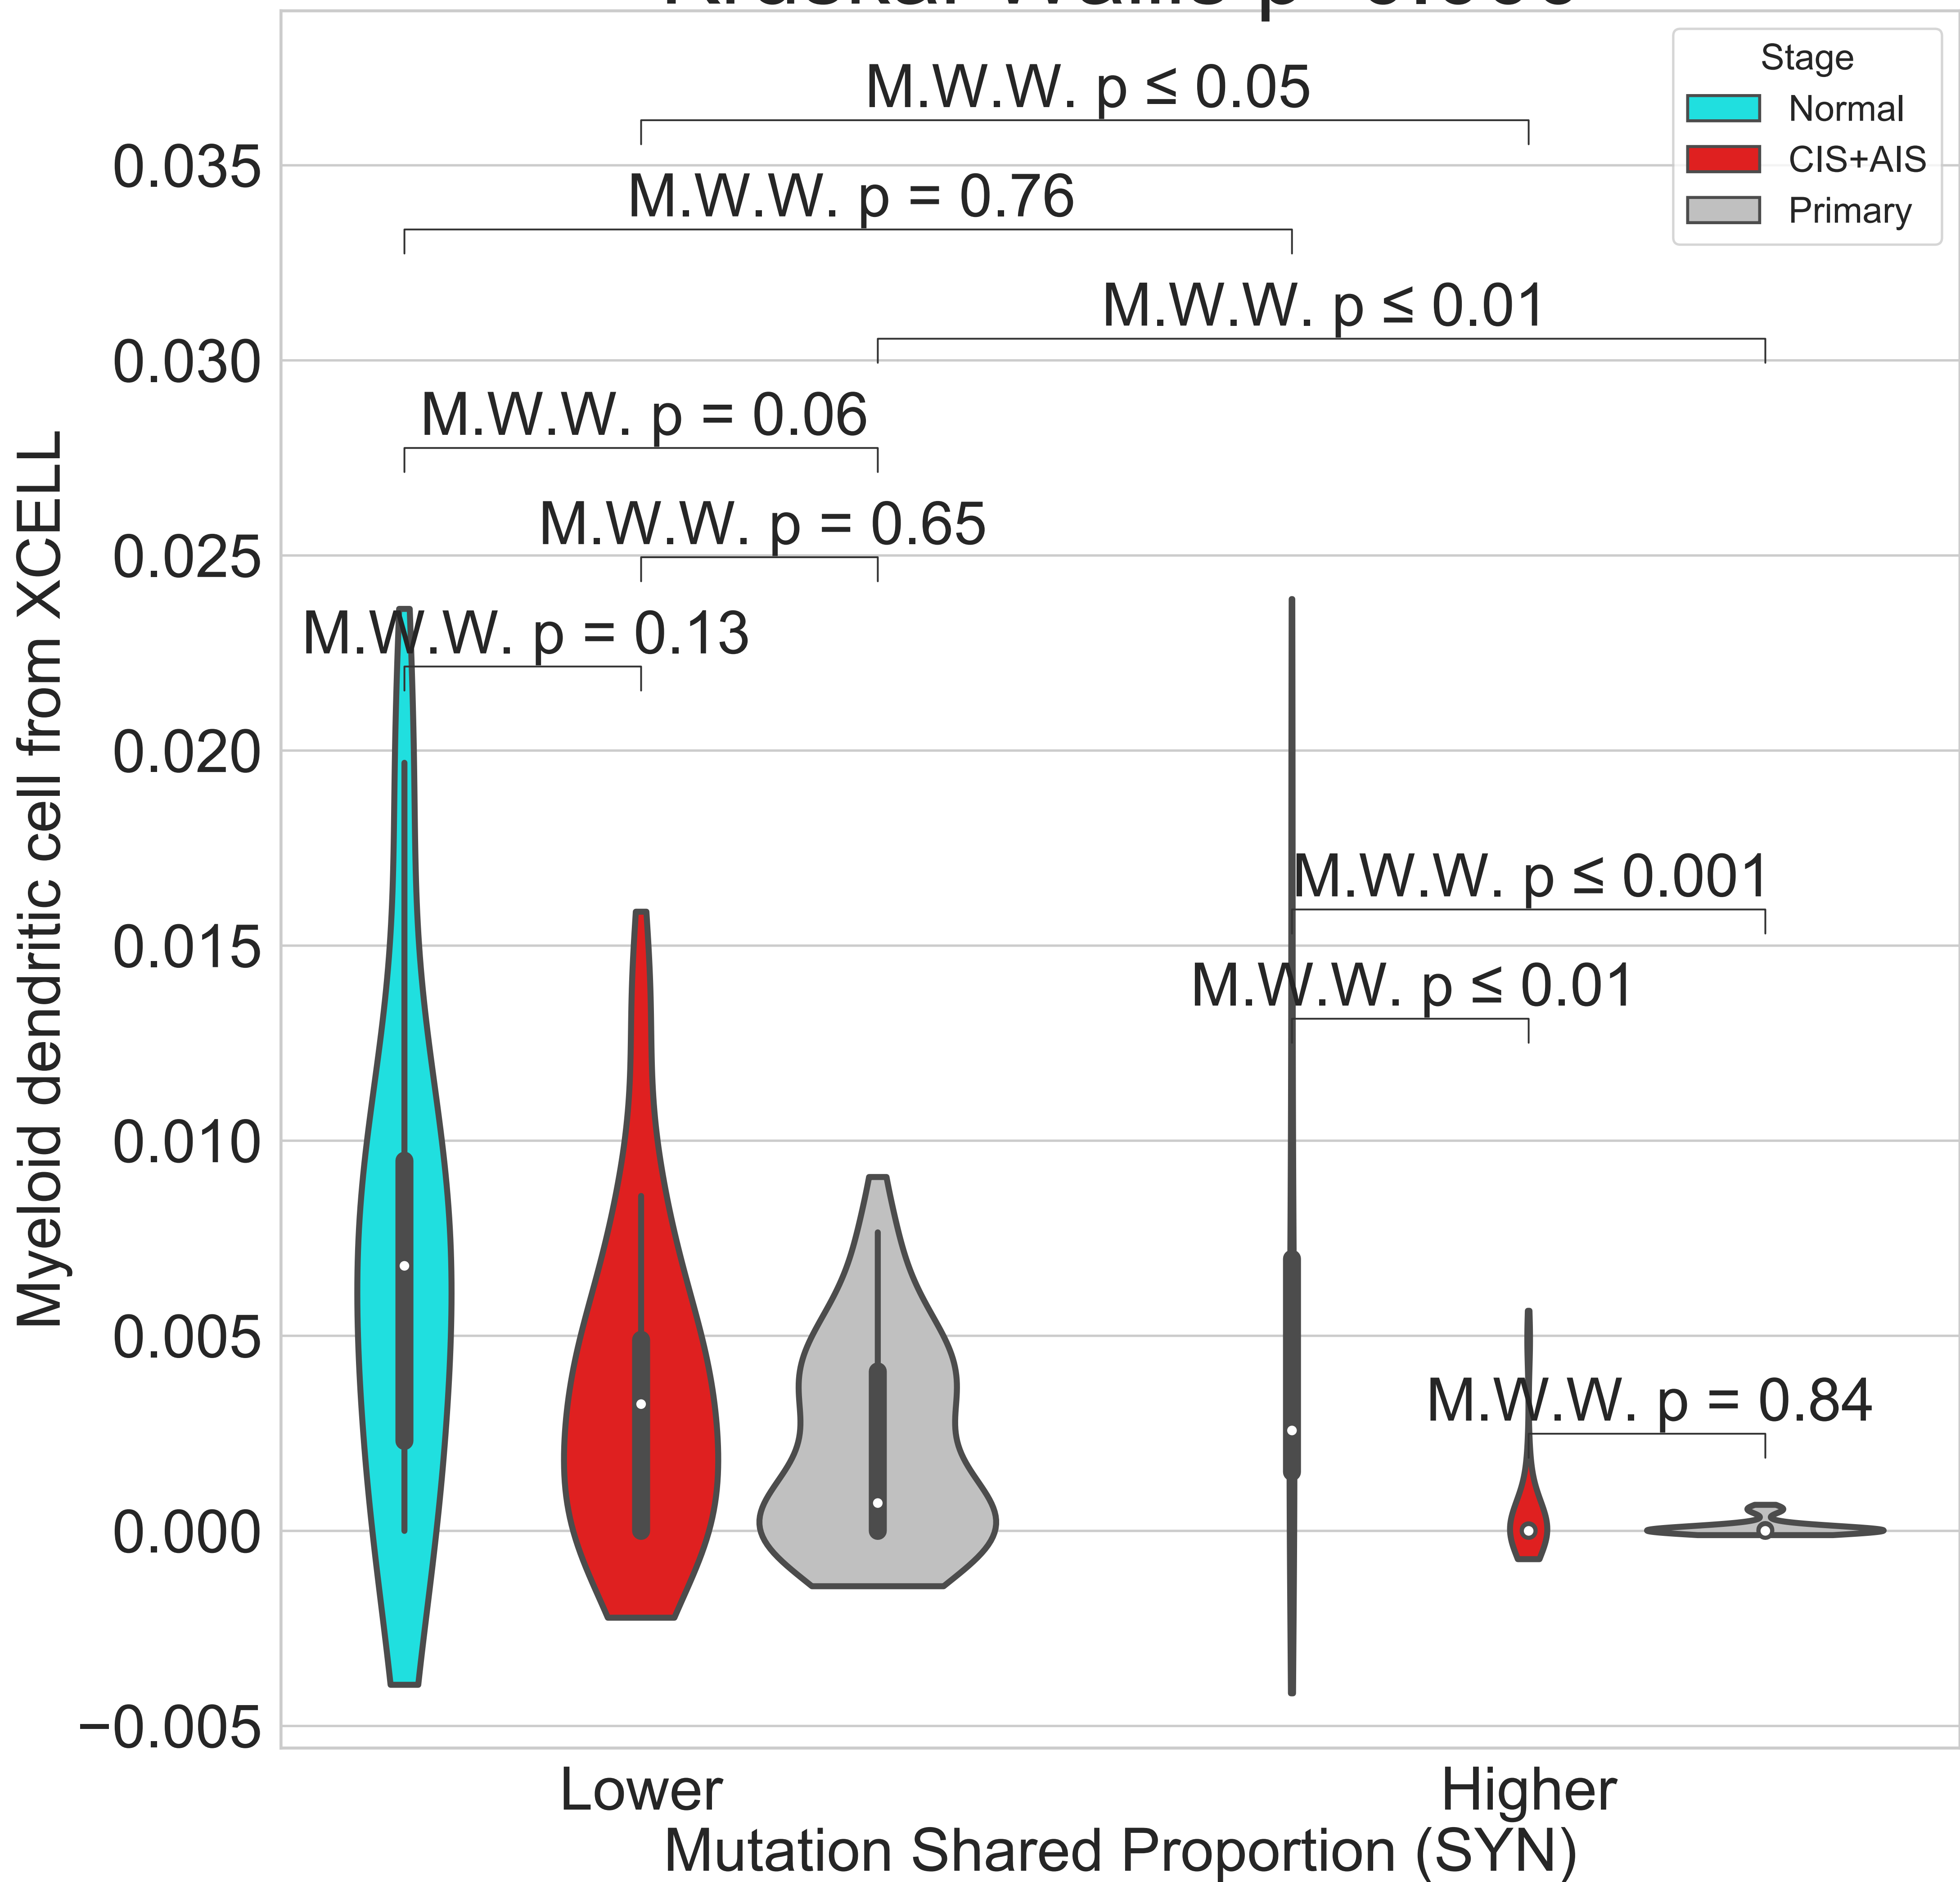 M.W.W. p ≤ 0.05
Stage
Normal
CIS+AIS
Primary
M.W.W. p = 0.76
M.W.W. p ≤ 0.01
M.W.W. p = 0.06
M.W.W. p = 0.65
M.W.W. p = 0.13
M.W.W. p ≤ 0.001
M.W.W. p ≤ 0.01
M.W.W. p = 0.84
0.035
0.030
0.025
0.020
0.015
0.010
0.005
0.000
−0.005
Myeloid dendritic cell from XCELL
Lower
Higher
Mutation Shared Proportion (SYN)